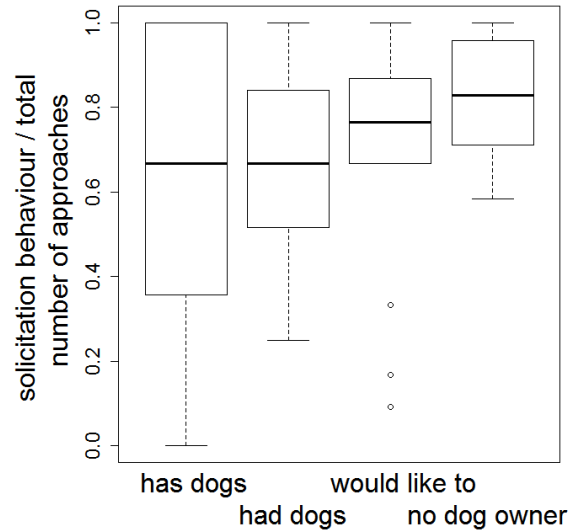 solicitation behaviour / total
number of approaches
1.0
0.8
0.6
0.4
0.2
0.0
has dogs
had dogs
would like to
no dog owner